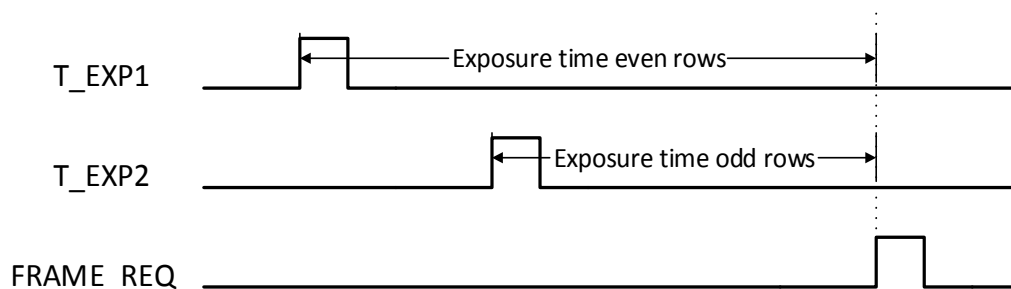 Exposure time even rows
T_EXP1
Exposure time odd rows
T_EXP2
FRAME_REQ